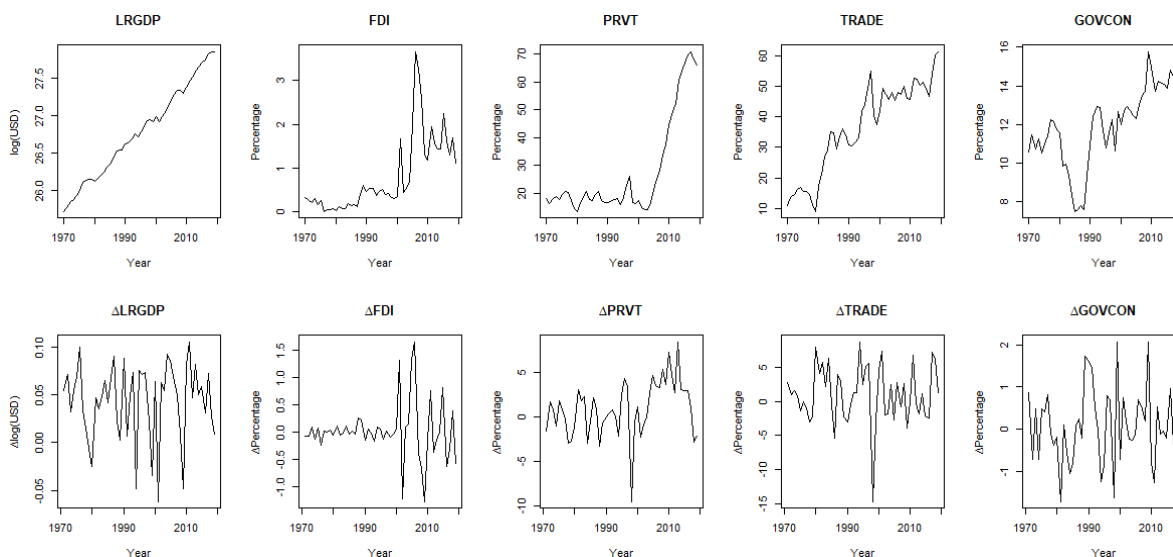 LRGDP
log(USD)
26.0 26.5 27.0 27.5
1970 1990 2010
Year
FDI
Percentage
0 1 2 3
1970 1990 2010
Year
PRVT
Percentage
20 30 40 50 60 70
1970 1990 2010
Year
TRADE
Percentage
10 20 30 40 50 60
1970 1990 2010
Year
GOVCON
Percentage
8 10 12 14 16
1970 1990 2010
Year
ΔLRGDP
Δlog(USD)
-0.05 0.00 0.05 0.10
1970 1990 2010
Year
ΔFDI
ΔPercentage
-1.0 -0.5 0.0 0.5 1.0 1.5
1970 1990 2010
Year
ΔPRVT
ΔPercentage
-10 -5 0 5
1970 1990 2010
Year
ΔTRADE
ΔPercentage
-15 -10 -5 0 5
1970 1990 2010
Year
ΔGOVCON
ΔPercentage
-1 0 1 2
1970 1990 2010
Year